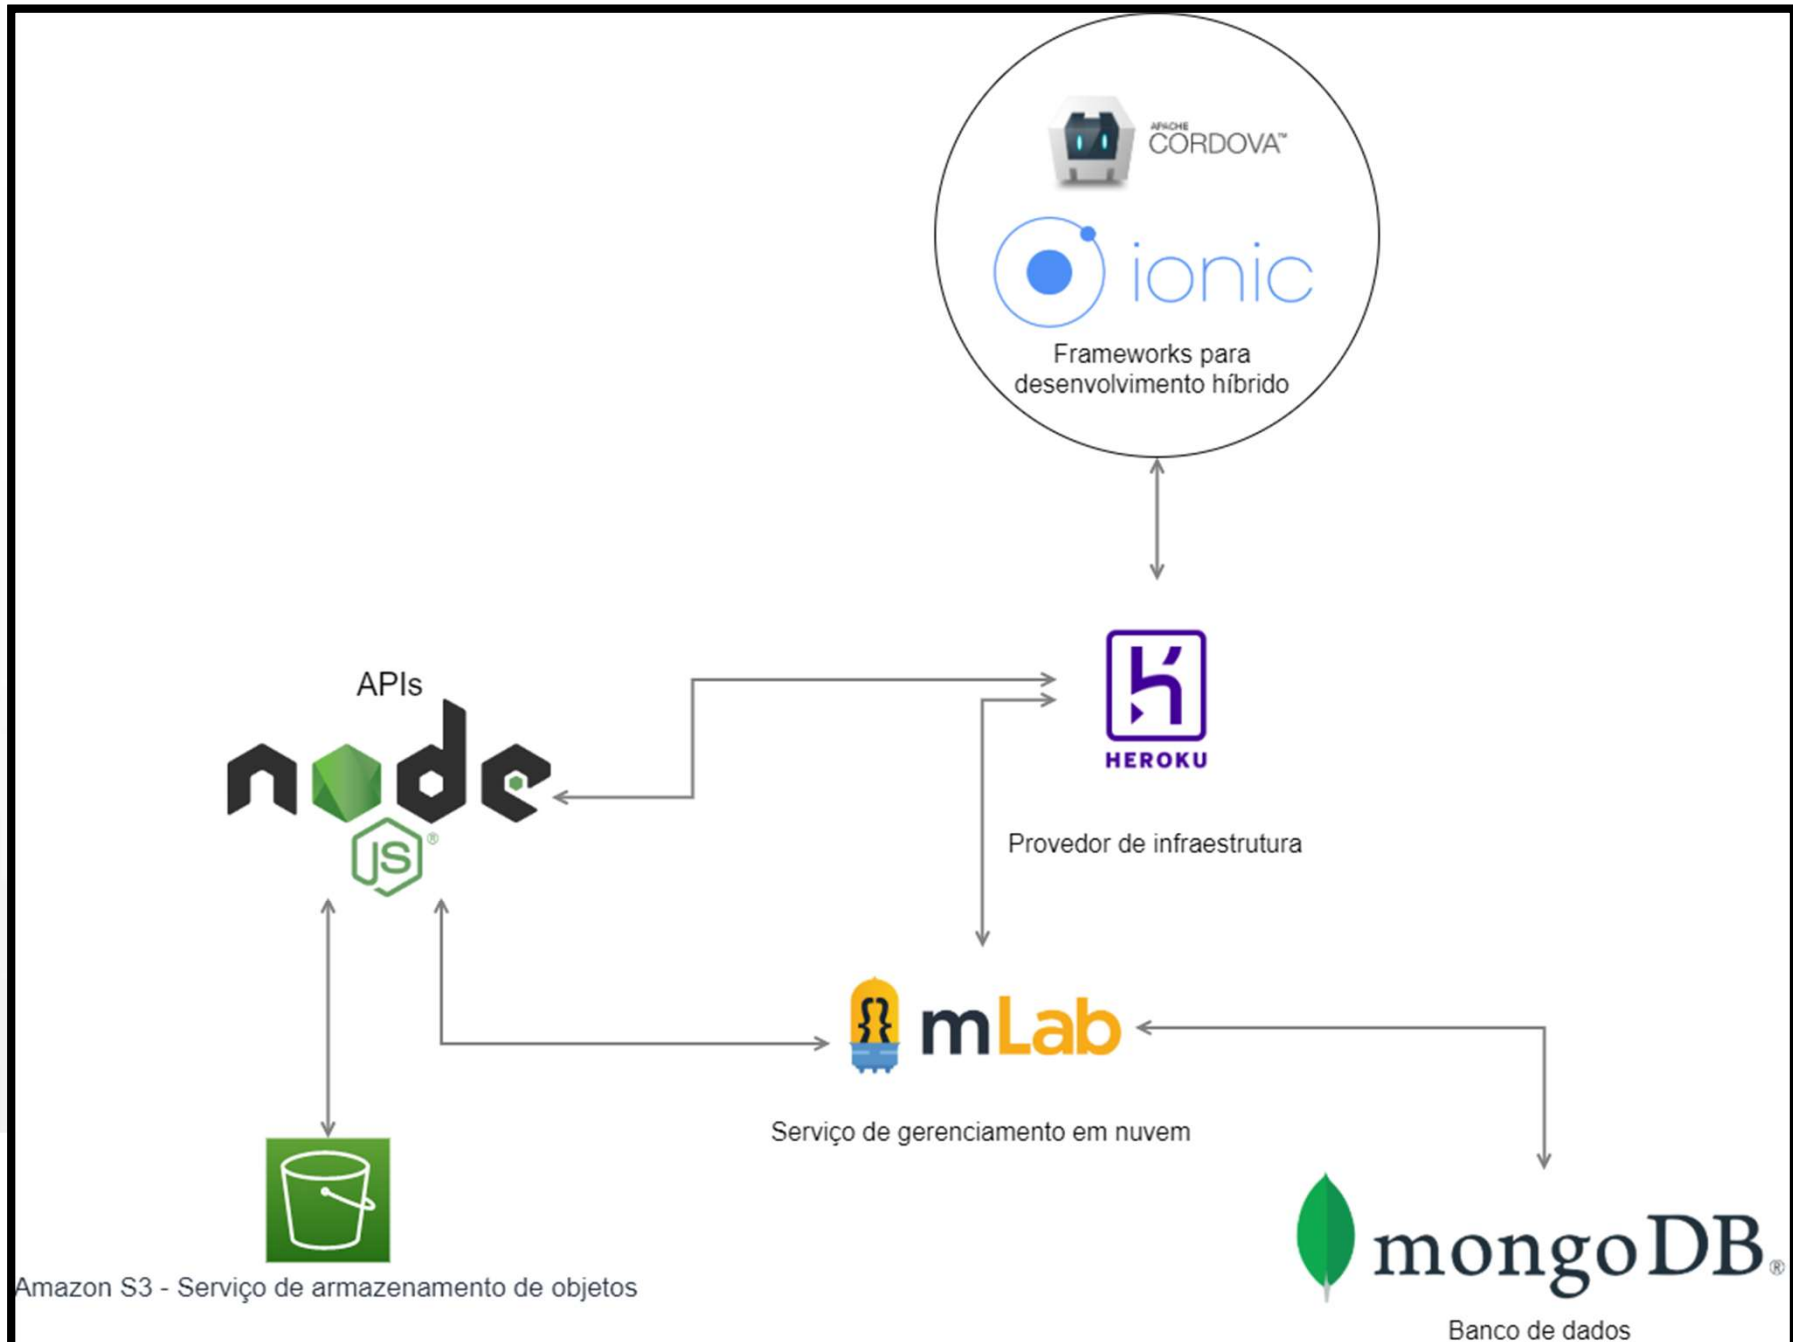 APACHE
CORDOVA™
ionic
Frameworks para
desenvolvimento híbrido
APIs
node
JS®
HEROKU
Provedor de infraestrutura
mLab
Serviço de gerenciamento em nuvem
Amazon S3 - Serviço de armazenamento de objetos
mongoDB®
Banco de dados